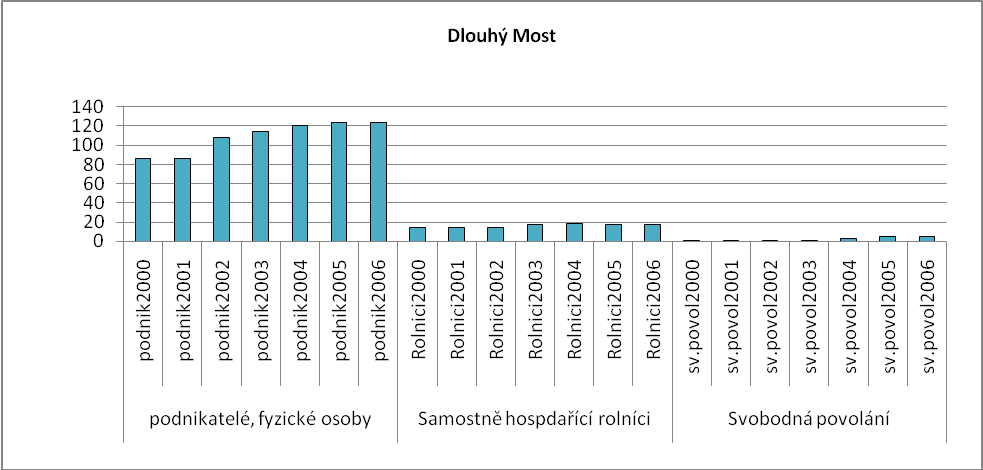 Dlouhý Most
140
120
100
80
60
40
20
0
podnik2000
podnik2001
podnik2002
podnik2003
podnik2004
podnik2005
podnik2006
Rolnici2000
Rolnici2001
Rolnici2002
Rolnici2003
Rolnici2004
Rolnici2005
Rolnici2006
sv.povol2000
sv.povol2001
sv.povol2002
sv.povol2003
sv.povol2004
sv.povol2005
sv.povol2006
podnikatelé, fyzické osoby
Samostně hospdařící rolníci
Svobodná povolání